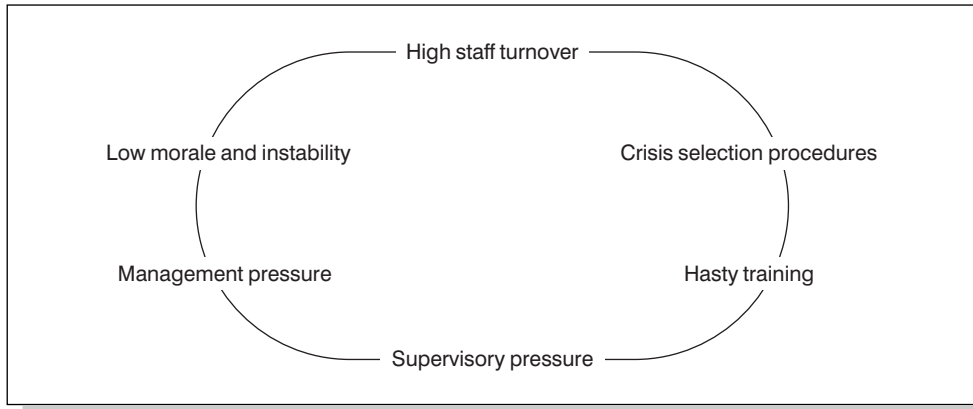 High staff turnover
Low morale and instability
Crisis selection procedures
Management pressure
Hasty training
Supervisory pressure